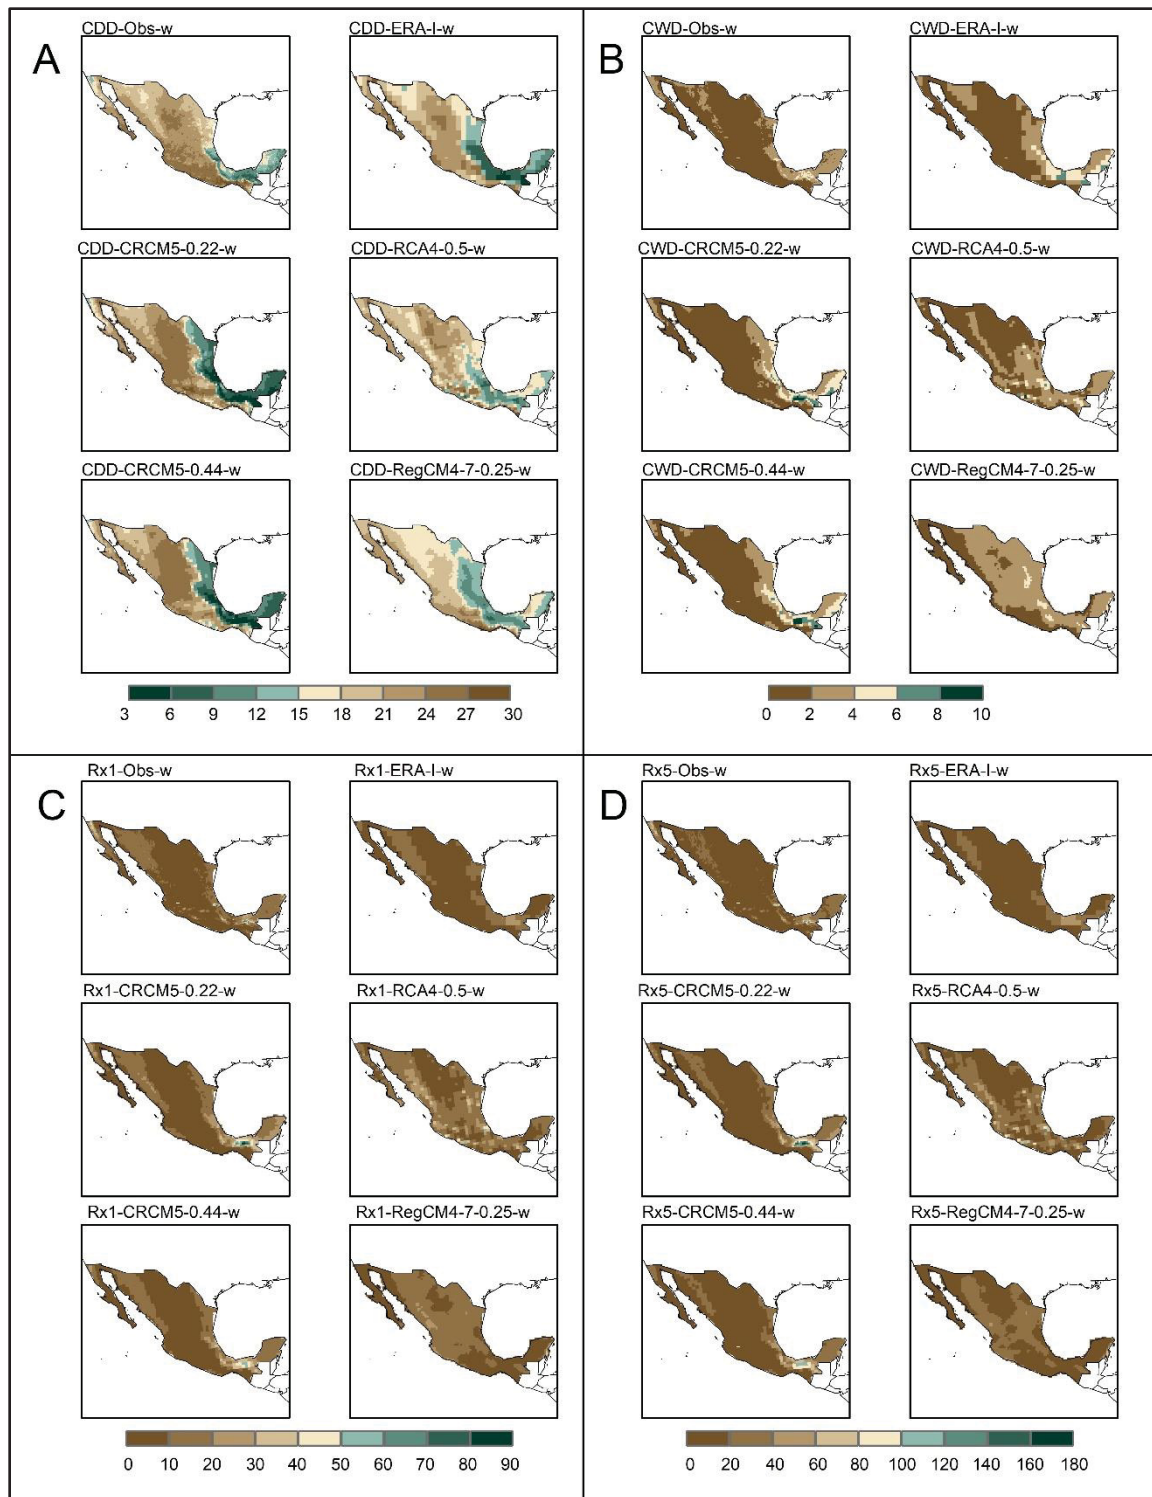 A
CDD-Obs-w
CDD-ERA-I-w
CDD-CRCM5-0.22-w
CDD-RCA4-0.5-w
CDD-CRCM5-0.44-w
CDD-RegCM4-7-0.25-w
3 6 9 12 15 18 21 24 27 30
B
CWD-Obs-w
CWD-ERA-I-w
CWD-CRCM5-0.22-w
CWD-RCA4-0.5-w
CWD-CRCM5-0.44-w
CWD-RegCM4-7-0.25-w
0 2 4 6 8 10
C
Rx1-Obs-w
Rx1-ERA-I-w
Rx1-CRCM5-0.22-w
Rx1-RCA4-0.5-w
Rx1-CRCM5-0.44-w
Rx1-RegCM4-7-0.25-w
0 10 20 30 40 50 60 70 80 90
D
Rx5-Obs-w
Rx5-ERA-I-w
Rx5-CRCM5-0.22-w
Rx5-RCA4-0.5-w
Rx5-CRCM5-0.44-w
Rx5-RegCM4-7-0.25-w
0 20 40 60 80 100 120 140 160 180